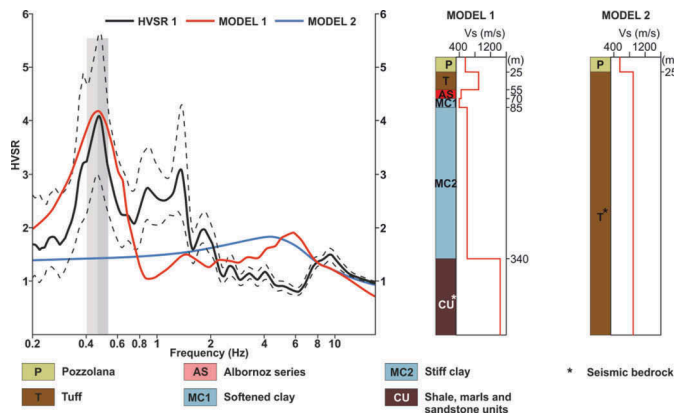 HVSR 1 MODEL 1 MODEL 2
6
5
4
3
2
1
HVSR
6
5
4
3
2
1
0.2 0.4 0.6 0.8 1 2 4 6 8 10
Frequency (Hz)
MODEL 1
Vs (m/s)
400 1200
(m)
P
25
T
55
AS
70
MC1
85
MC2
340
CU*
MODEL 2
Vs (m/s)
400 1200
P
25
T*
P Pozzolana
AS Albornoz series
MC2 Stiff clay
* Seismic bedrock
T Tuff
MC1 Softened clay
CU Shale, marls and
sandstone units